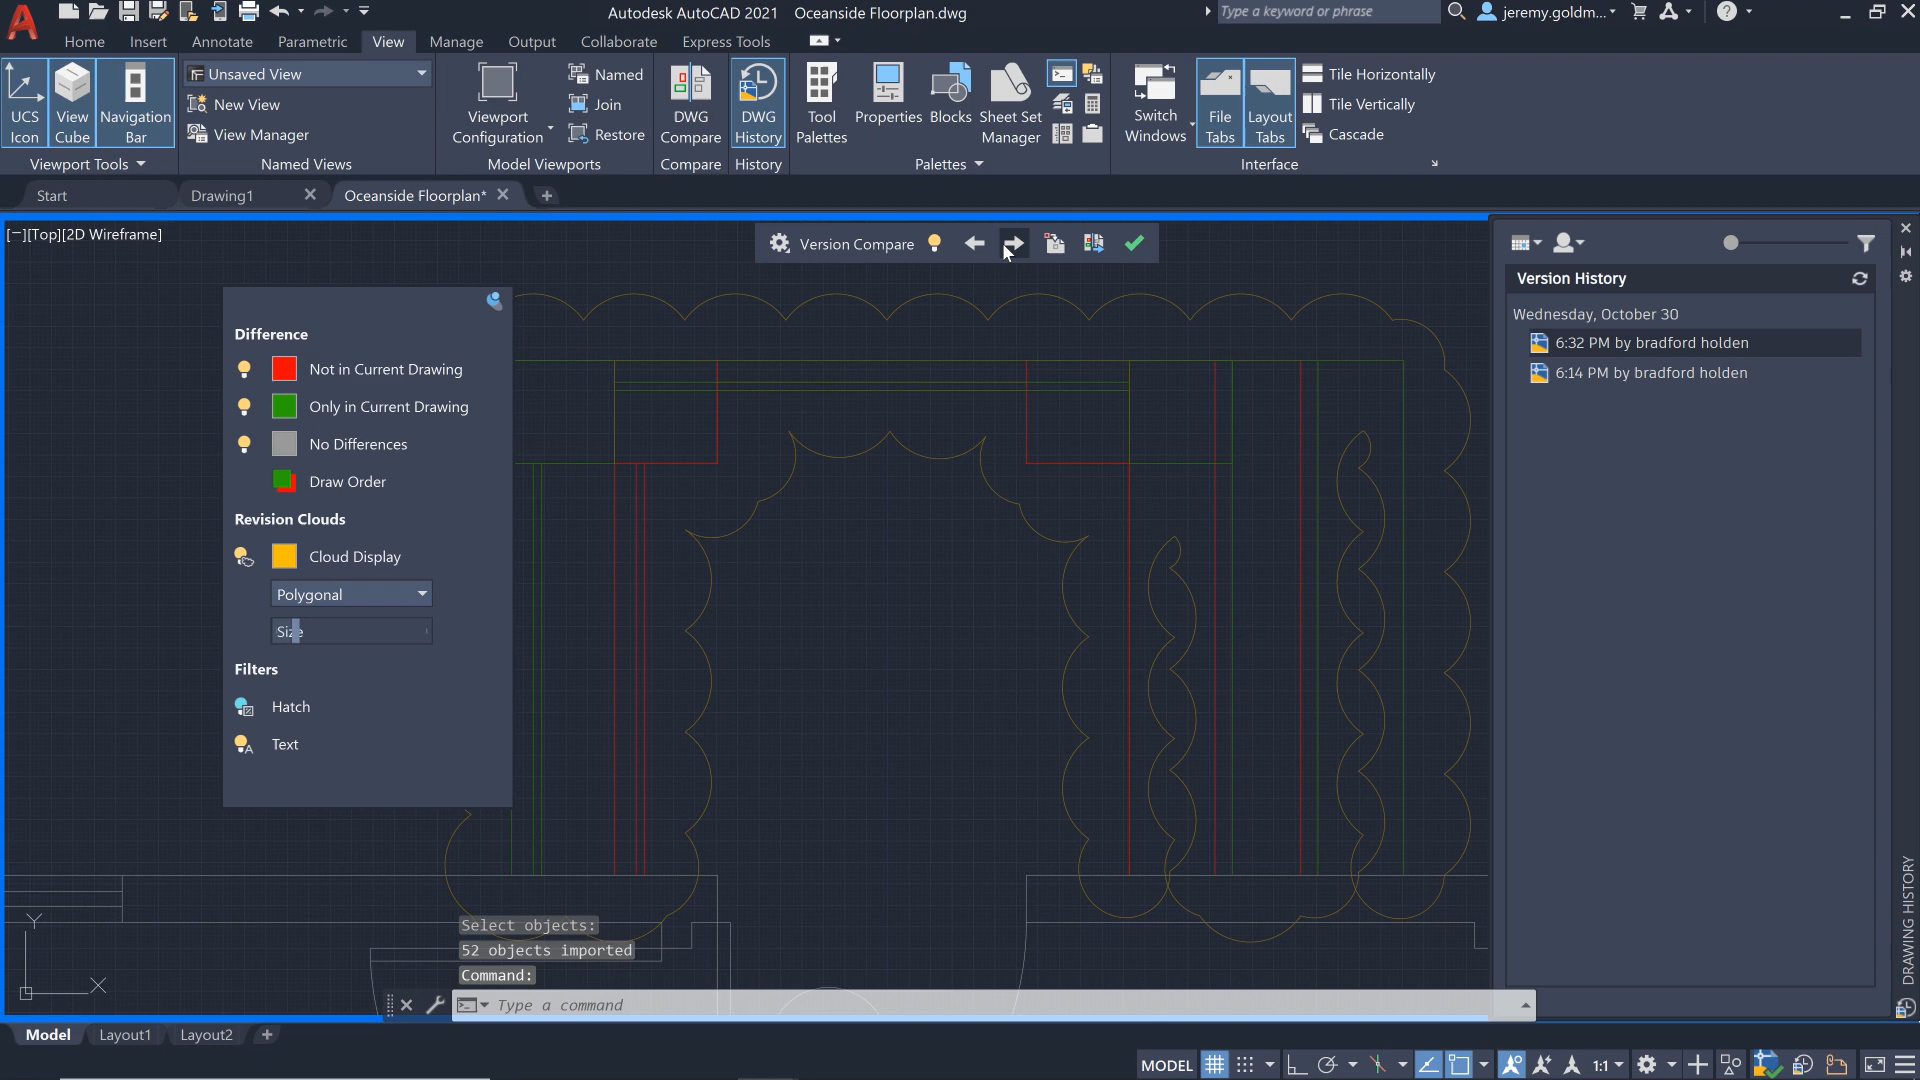 Autodesk AutoCAD 2021 Oceanside Floorplan.dwg
Type a keyword or phrase
jeremy.goldm...
Home Insert Annotate Parametric View Manage Output Collaborate Express Tools
UCS Icon
View Cube
Navigation Bar
Unsaved View
New View
View Manager
Viewport Configuration
Named
Join
Restore
DWG Compare
DWG History
Tool Palettes
Properties
Blocks
Sheet Set Manager
Switch Windows
File Tabs
Layout Tabs
Tile Horizontally
Tile Vertically
Cascade
Viewport Tools
Named Views
Model Viewports
Compare
History
Palettes
Interface
Start
Drawing1
Oceanside Floorplan*
[−][Top][2D Wireframe]
Version Compare
Difference
Not in Current Drawing
Only in Current Drawing
No Differences
Draw Order
Revision Clouds
Cloud Display
Polygonal
Size
Filters
Hatch
Text
Version History
Wednesday, October 30
6:32 PM by bradford holden
6:14 PM by bradford holden
DRAWING HISTORY
Y
X
Select objects:
52 objects imported
Command:
Type a command
Model
Layout1
Layout2
MODEL
1:1